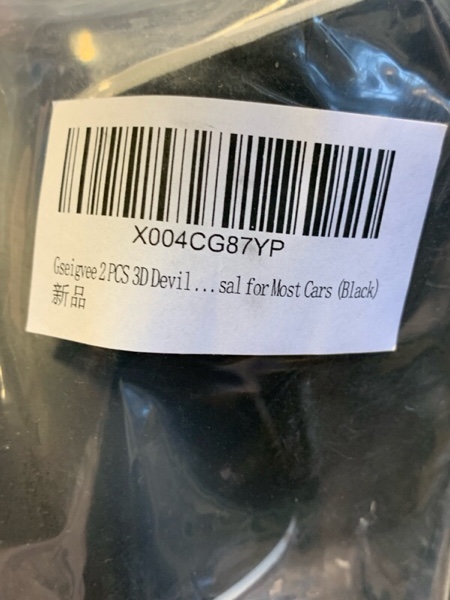 X004CG87YP
Gseigvee 2 PCS 3D Devil...sal for Most Cars (Black)
新品